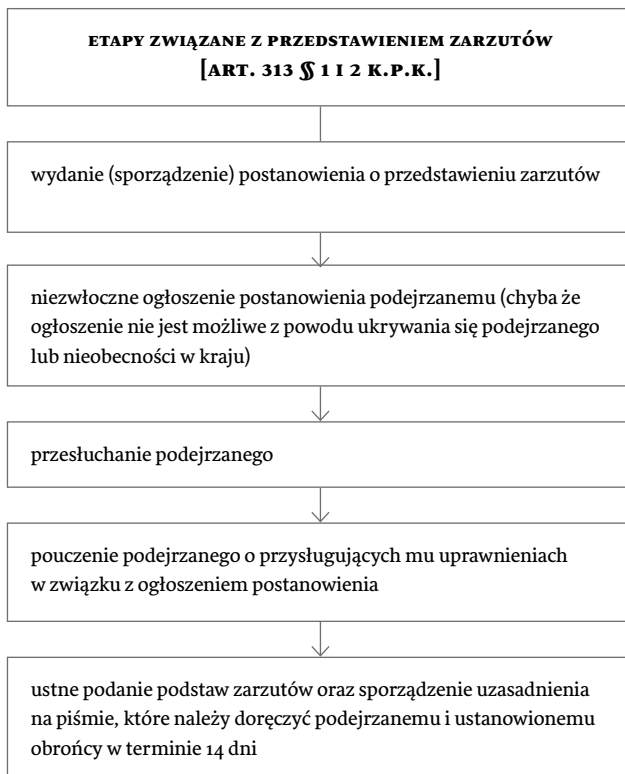 ETAPY ZWIĄZANE Z PRZEDSTAWIENIEM ZARZUTÓW
[ART. 313 §§ 1 I 2 K.P.K.]
wydanie (sporządzenie) postanowienia o przedstawieniu zarzutów
niezwłoczne ogłoszenie postanowienia podejrzanemu (chyba że
ogłoszenie nie jest możliwe z powodu ukrywania się podejrzanego
lub nieobecności w kraju)
przesłuchanie podejrzanego
pouczenie podejrzanego o przysługujących mu uprawnieniach
w związku z ogłoszeniem postanowienia
ustne podanie podstaw zarzutów oraz sporządzenie uzasadnienia
na piśmie, które należy doręczyć podejrzanemu i ustanowionemu
obrońcy w terminie 14 dni